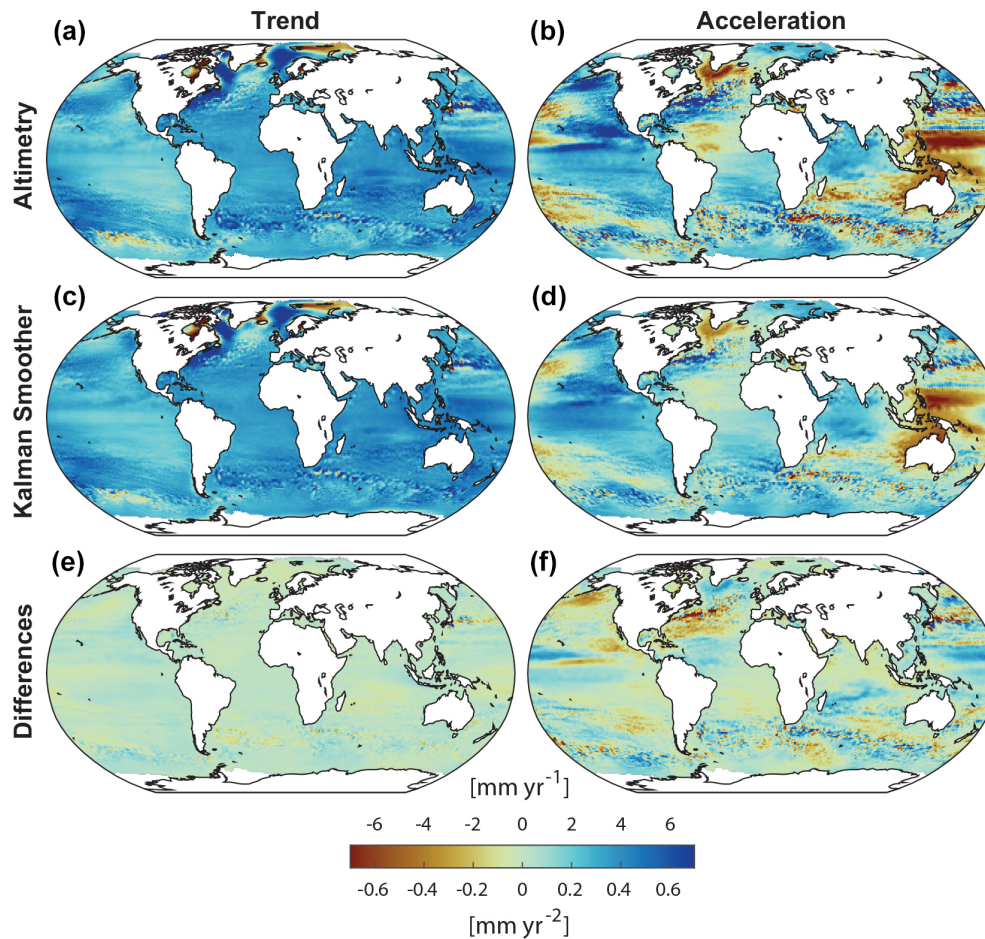 Trend Acceleration
(a) (b)
Altimetry
(c) (d)
Kalman Smoother
(e) (f)
Differences
[mm yr-1]
-6 -4 -2 0 2 4 6
-0.6 -0.4 -0.2 0 0.2 0.4 0.6
[mm yr-2]